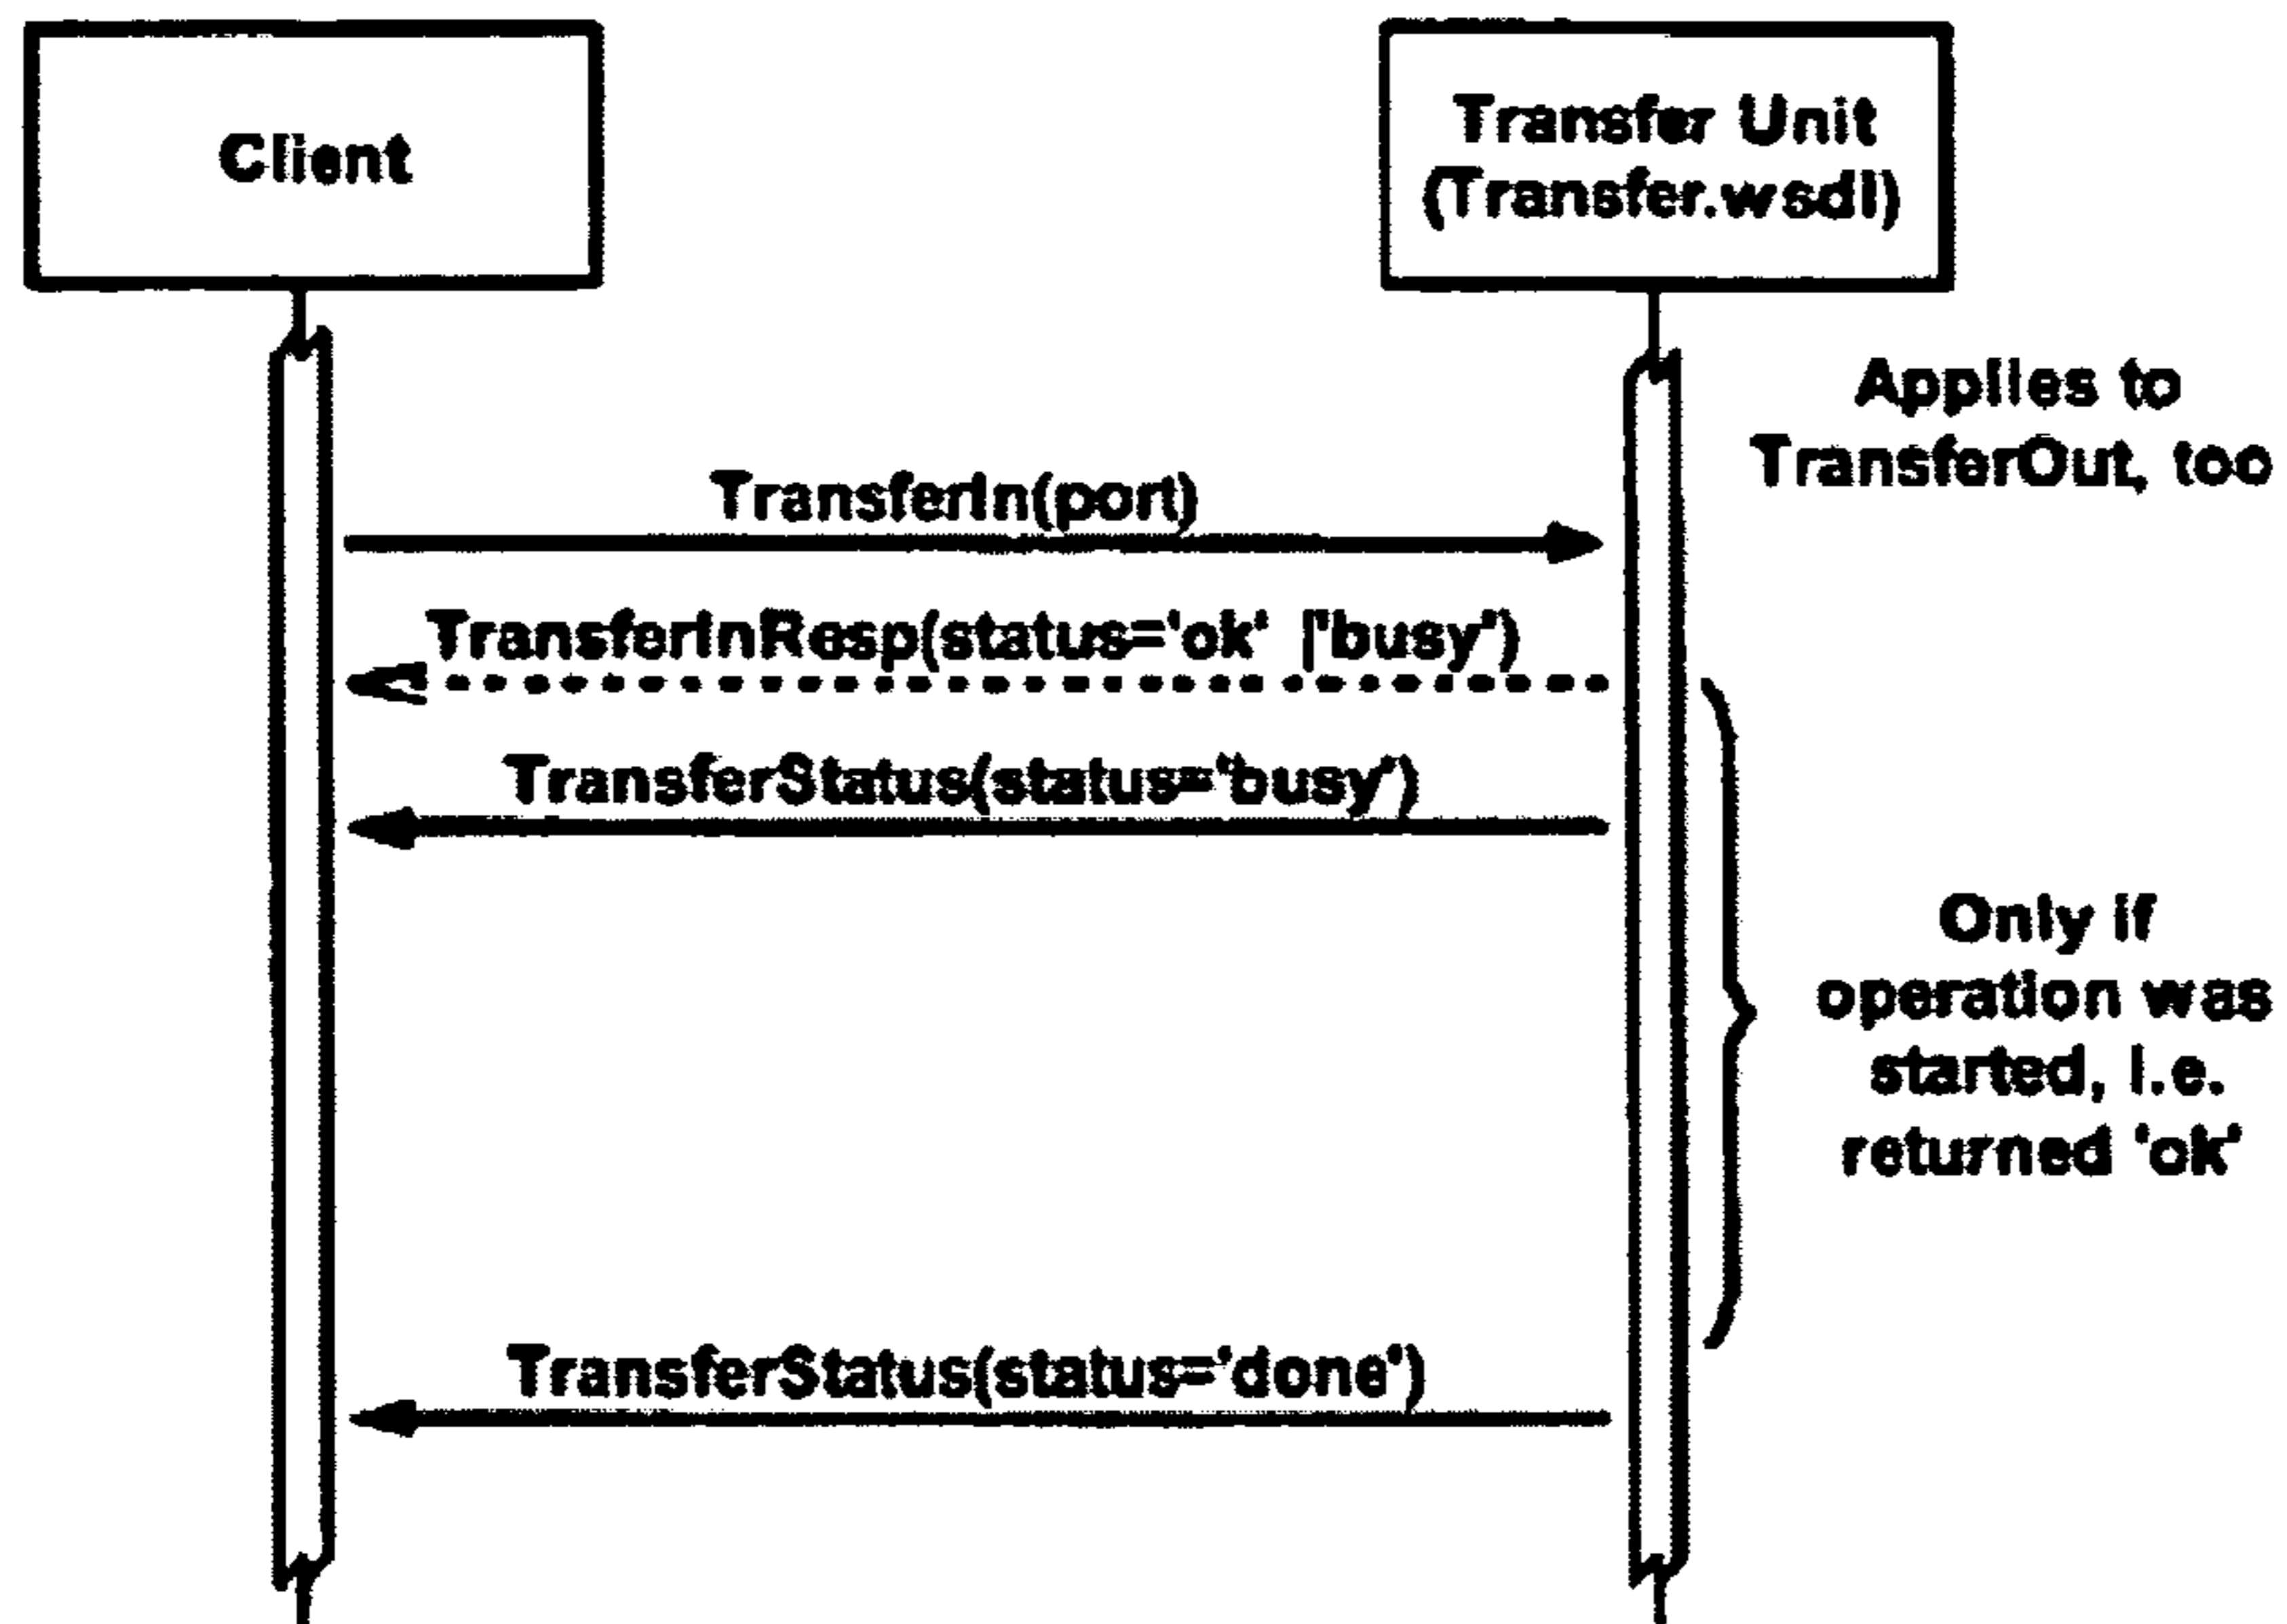 Client
Transfer Unit
(Transfer.wsdl)
Applies to
TransferOut, too
TransferIn(port)
TransferInResp(status='ok' |'busy')
TransferStatus(status='busy')
Only if
operation was
started, i.e.
returned 'ok'
TransferStatus(status='done')